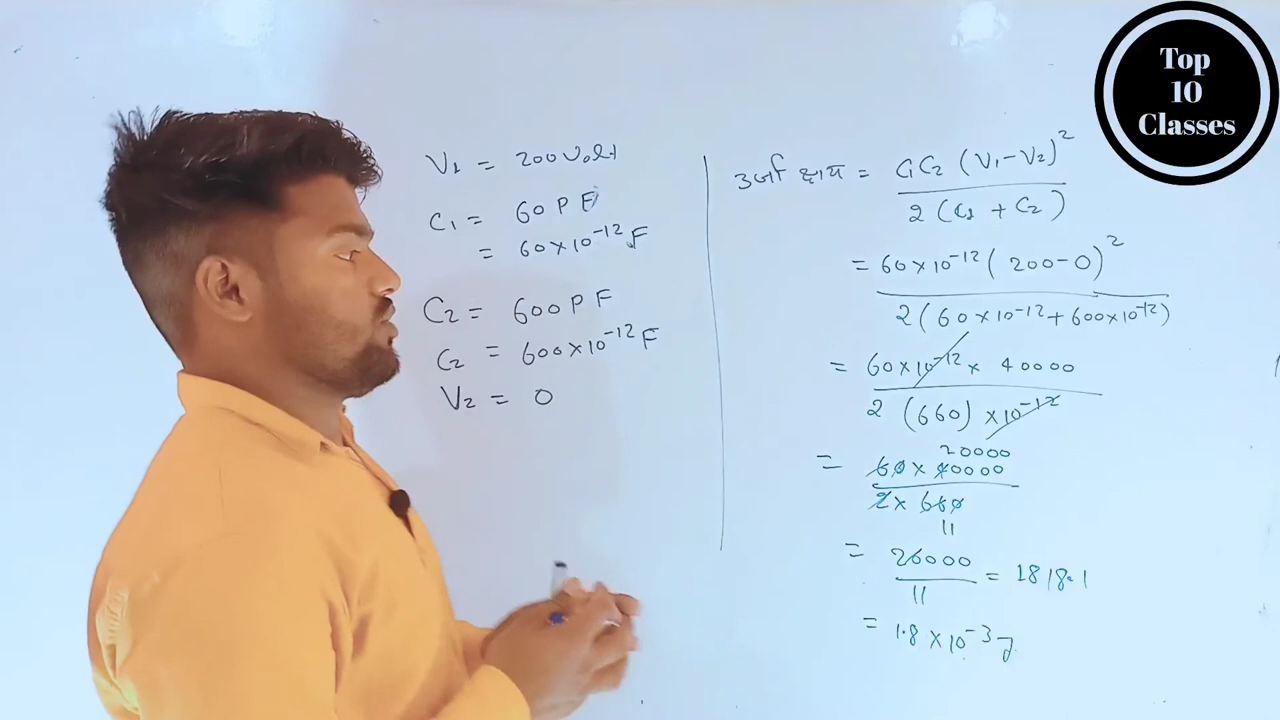 V₁ = 200 Volt
C₁ = 60 P F
= 60×10⁻¹² F
C₂ = 600 P F
C₂ = 600×10⁻¹² F
V₂ = 0
उर्जा क्षय = C₁C₂ (V₁-V₂)²
2 (C₁ + C₂)
= 60×10⁻¹² (200-0)²
2 (60×10⁻¹² + 600×10⁻¹²)
= 60×10⁻¹² × 40000
2 (660) ×10⁻¹²
20000
= 60 × 40000
2 × 660
11
= 20000
11
= 1818.1
= 1.8 × 10⁻³ J
Top
10
Classes